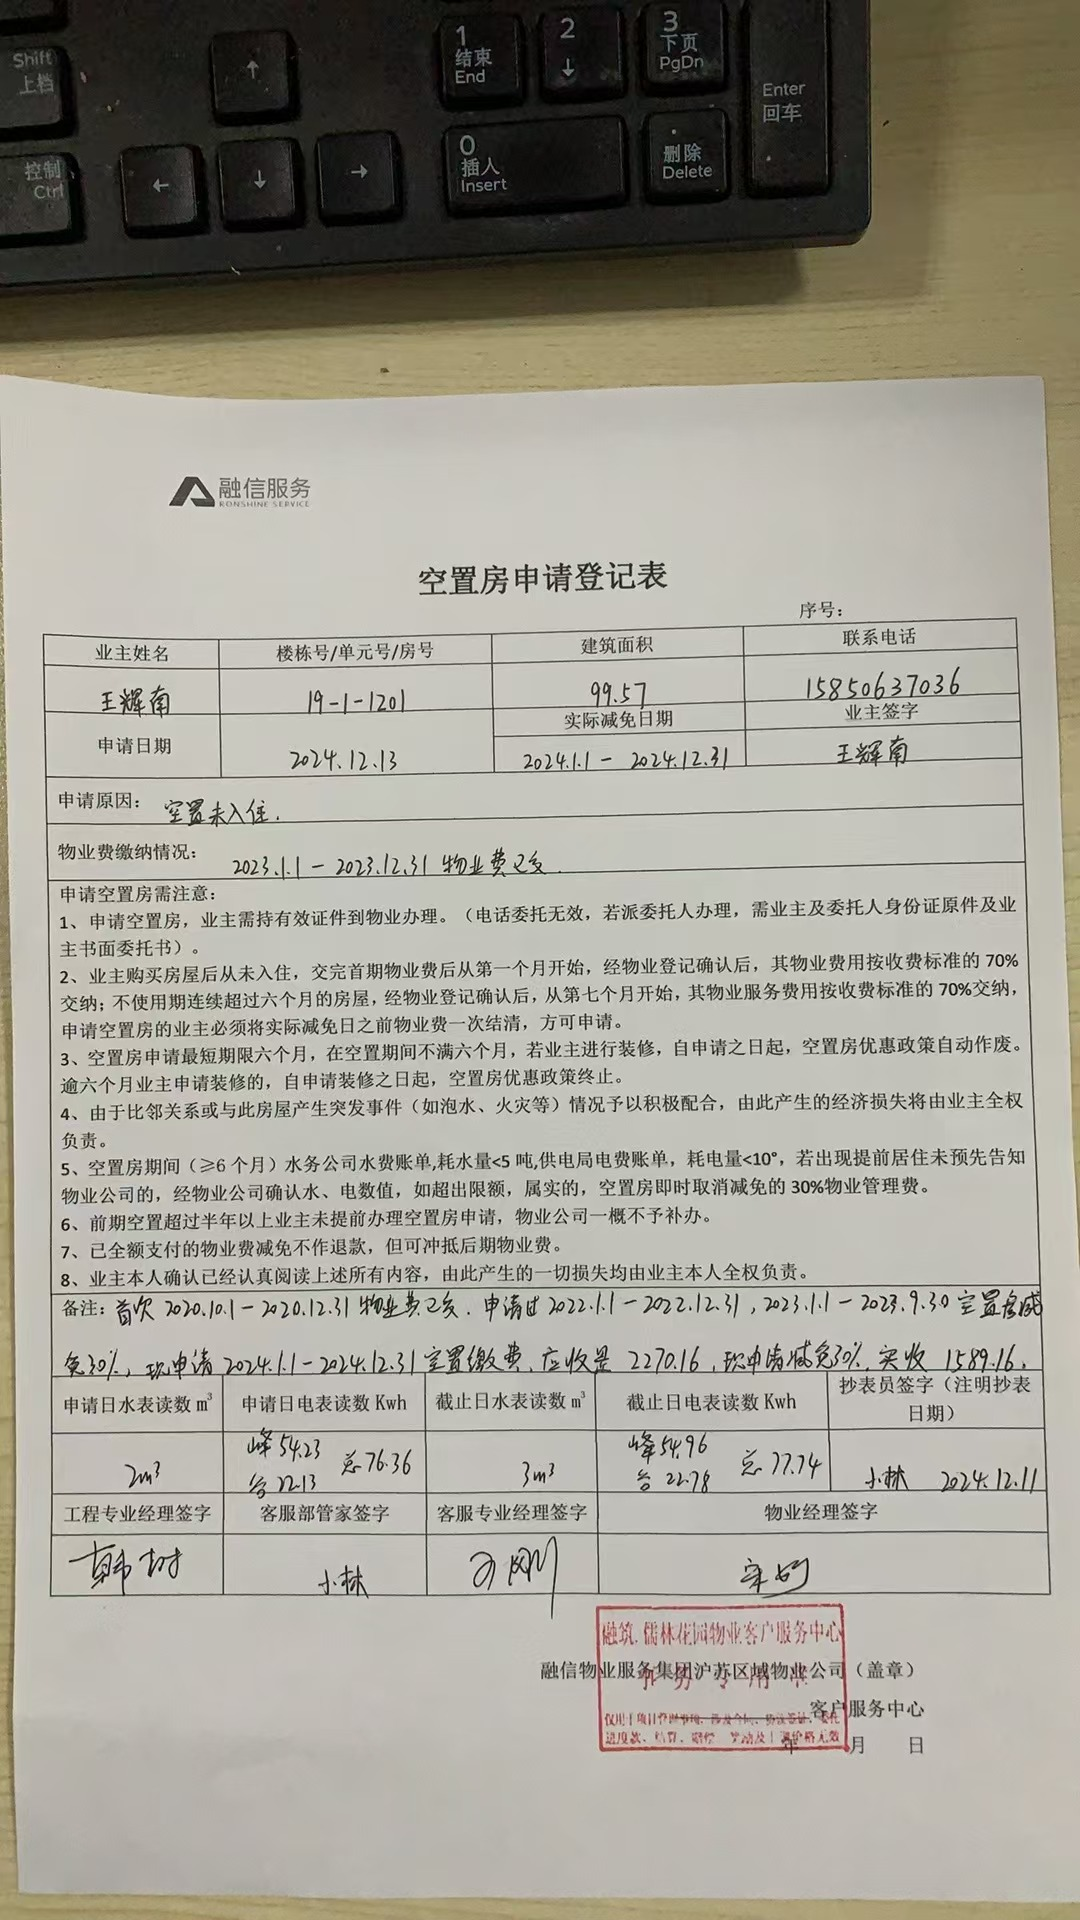 Shift
上档
↑
1
结束
End
2
↓
3
下页
PgDn
Enter
回车
控制
Ctrl
←
↓
→
0
插入
Insert
.
删除
Delete
融信服务
RONSHINE SERVICE
空置房申请登记表
序号：
业主姓名 楼栋号/单元号/房号 建筑面积 联系电话
王辉南 19-1-1201 99.57 15850637036
申请日期 2024.12.13 实际减免日期 业主签字
2024.1.1 - 2024.12.31 王辉南
申请原因： 空置未入住.
物业费缴纳情况： 2023.1.1 - 2023.12.31 物业费已交.
申请空置房需注意：
1、申请空置房，业主需持有效证件到物业办理。（电话委托无效，若派委托人办理，需业主及委托人身份证原件及业
主书面委托书）。
2、业主购买房屋后从未入住，交完首期物业费后从第一个月开始，经物业登记确认后，其物业费用按收费标准的 70%
交纳；不使用期连续超过六个月的房屋，经物业登记确认后，从第七个月开始，其物业服务费用按收费标准的 70%交纳，
申请空置房的业主必须将实际减免日之前物业费一次结清，方可申请。
3、空置房申请最短期限六个月，在空置期间不满六个月，若业主进行装修，自申请之日起，空置房优惠政策自动作废。
逾六个月业主申请装修的，自申请装修之日起，空置房优惠政策终止。
4、由于比邻关系或与此房屋产生突发事件（如泡水、火灾等）情况予以积极配合，由此产生的经济损失将由业主全权
负责。
5、空置房期间（≥6 个月）水务公司水费账单,耗水量<5 吨,供电局电费账单，耗电量<10°，若出现提前居住未预先告知
物业公司的，经物业公司确认水、电数值，如超出限额，属实的，空置房即时取消减免的 30%物业管理费。
6、前期空置超过半年以上业主未提前办理空置房申请，物业公司一概不予补办。
7、已全额支付的物业费减免不作退款，但可冲抵后期物业费。
8、业主本人确认已经认真阅读上述所有内容，由此产生的一切损失均由业主本人全权负责。
备注：首次 2020.10.1 - 2020.12.31 物业费已交. 申请过 2022.1.1 - 2022.12.31, 2023.1.1 - 2023.9.30 空置房减
免30%, 现申请 2024.1.1 - 2024.12.31 空置缴费, 应收是 2270.16, 现申请减免30%, 实收 1589.16.
申请日水表读数 m³ 申请日电表读数 Kwh 截止日水表读数 m³ 截止日电表读数 Kwh 抄表员签字（注明抄表
日期）
2m³ 峰 54.23 总 76.36 3m³ 峰 54.96 总 77.74 小林 2024.12.11
谷 22.13 谷 22.78
工程专业经理签字 客服部管家签字 客服专业经理签字 物业经理签字
小林
融筑.儒林花园物业客户服务中心
融信物业服务集团沪苏区域物业公司（盖章）
客户服务中心
年 月 日